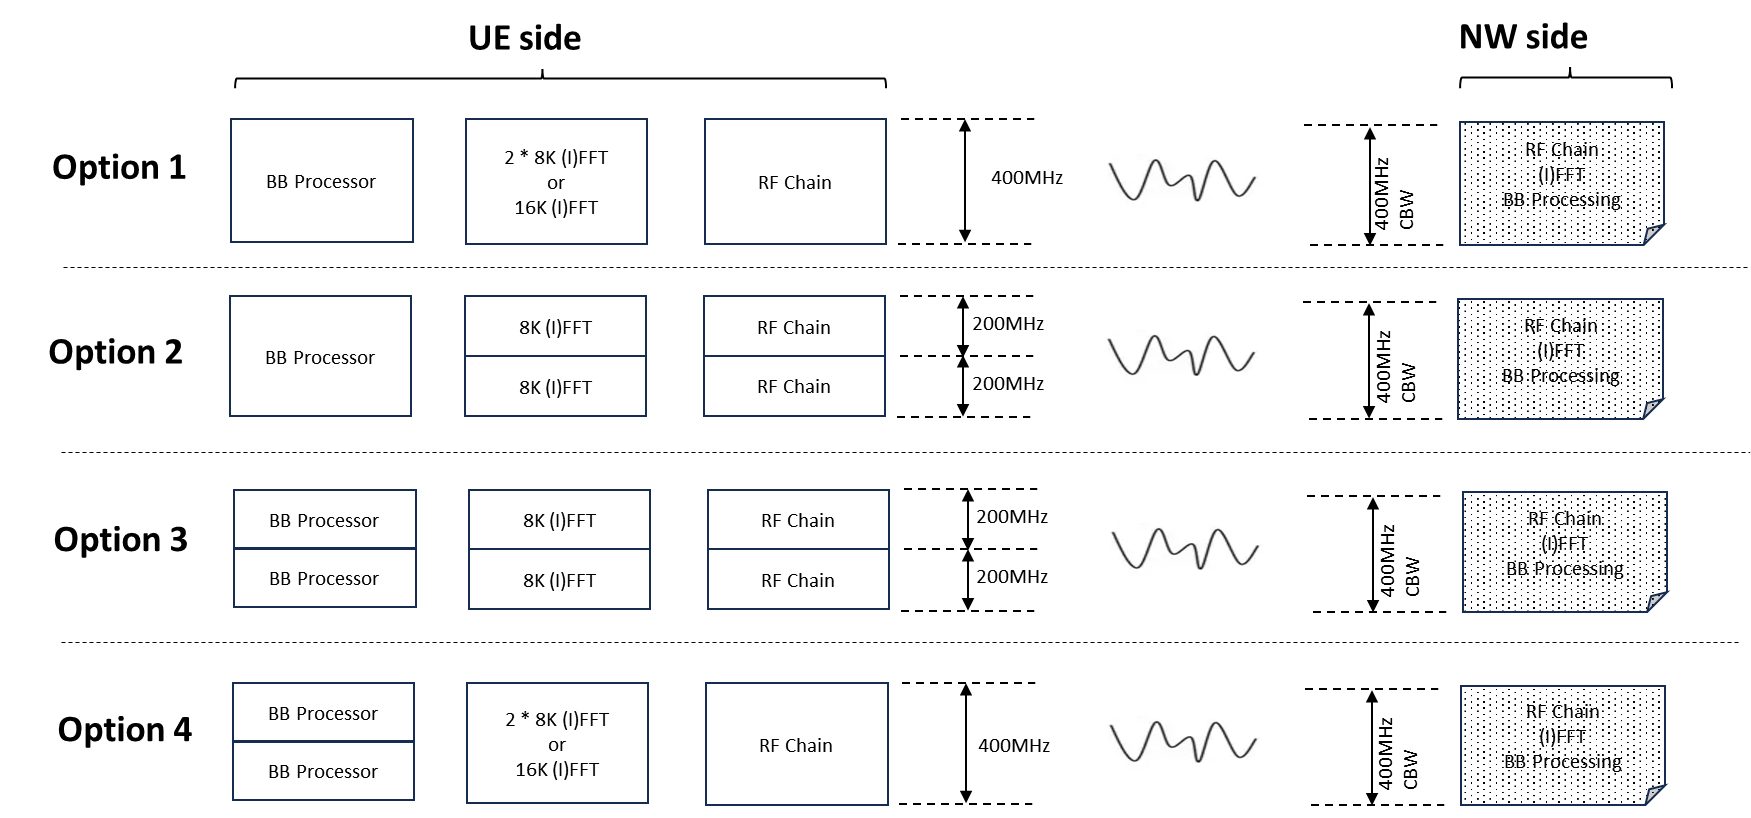 UE side
NW side
Option 1
BB Processor
2 * 8K (I)FFT
or
16K (I)FFT
RF Chain
400MHz
400MHz
CBW
RF Chain
(I)FFT
BB Processing
Option 2
BB Processor
8K (I)FFT
8K (I)FFT
RF Chain
RF Chain
200MHz
200MHz
400MHz
CBW
RF Chain
(I)FFT
BB Processing
Option 3
BB Processor
BB Processor
8K (I)FFT
8K (I)FFT
RF Chain
RF Chain
200MHz
200MHz
400MHz
CBW
RF Chain
(I)FFT
BB Processing
Option 4
BB Processor
BB Processor
2 * 8K (I)FFT
or
16K (I)FFT
RF Chain
400MHz
400MHz
CBW
RF Chain
(I)FFT
BB Processing